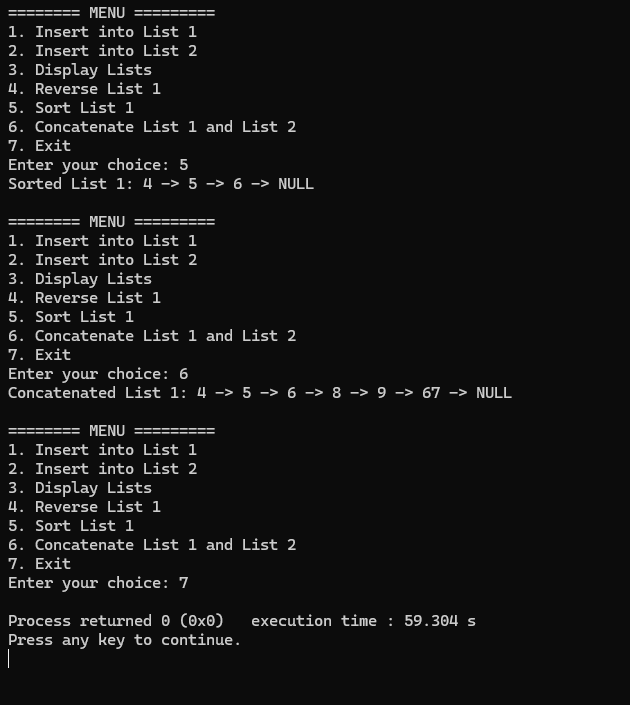 ======== MENU =========
1. Insert into List 1
2. Insert into List 2
3. Display Lists
4. Reverse List 1
5. Sort List 1
6. Concatenate List 1 and List 2
7. Exit
Enter your choice: 5
Sorted List 1: 4 -> 5 -> 6 -> NULL

======== MENU =========
1. Insert into List 1
2. Insert into List 2
3. Display Lists
4. Reverse List 1
5. Sort List 1
6. Concatenate List 1 and List 2
7. Exit
Enter your choice: 6
Concatenated List 1: 4 -> 5 -> 6 -> 8 -> 9 -> 67 -> NULL

======== MENU =========
1. Insert into List 1
2. Insert into List 2
3. Display Lists
4. Reverse List 1
5. Sort List 1
6. Concatenate List 1 and List 2
7. Exit
Enter your choice: 7

Process returned 0 (0x0)   execution time : 59.304 s
Press any key to continue.